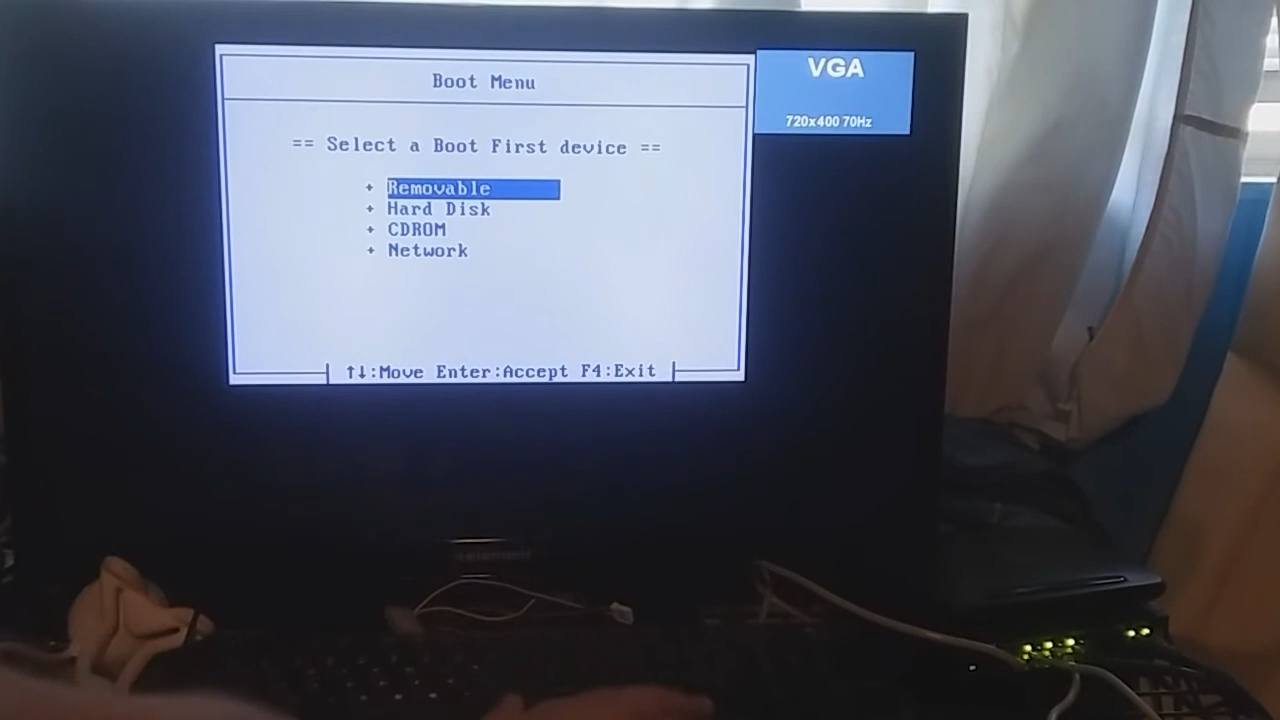 Boot Menu
VGA
720x400 70Hz
== Select a Boot First device ==
+ Removable
+ Hard Disk
+ CDROM
+ Network
↑↓:Move Enter:Accept F4:Exit
element